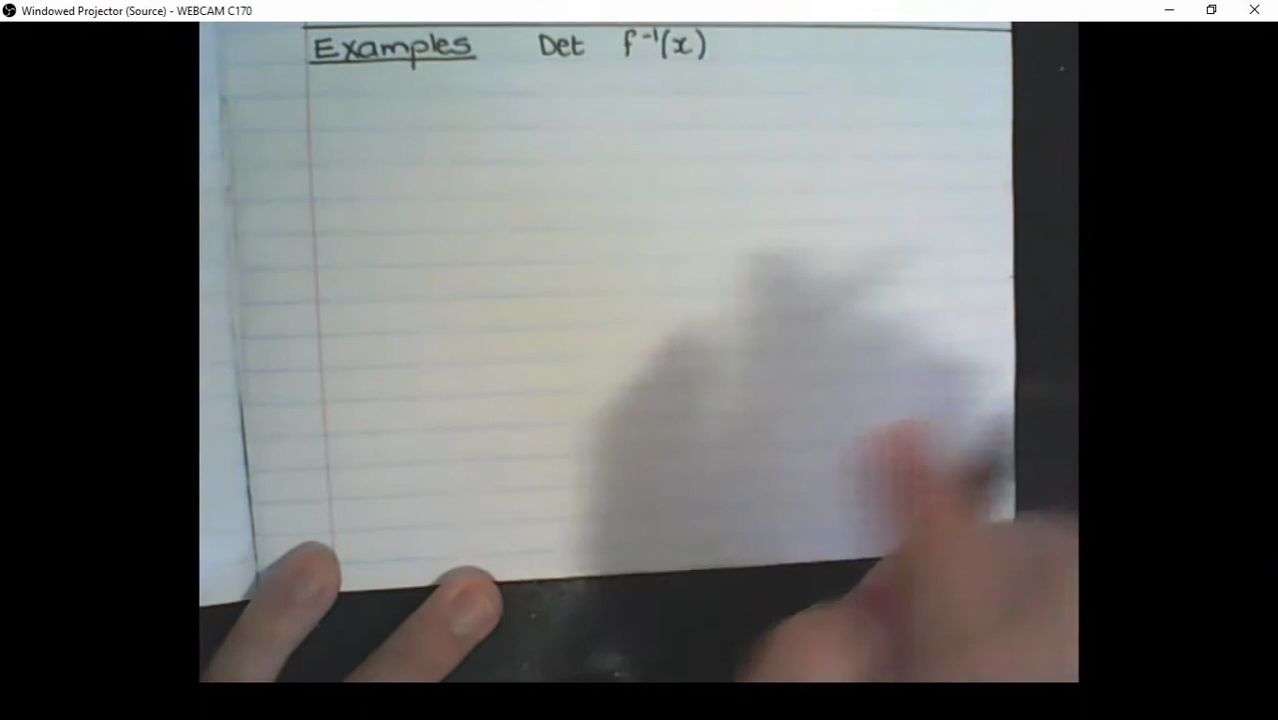 Windowed Projector (Source) - WEBCAM C170
Examples Det f⁻¹(x)